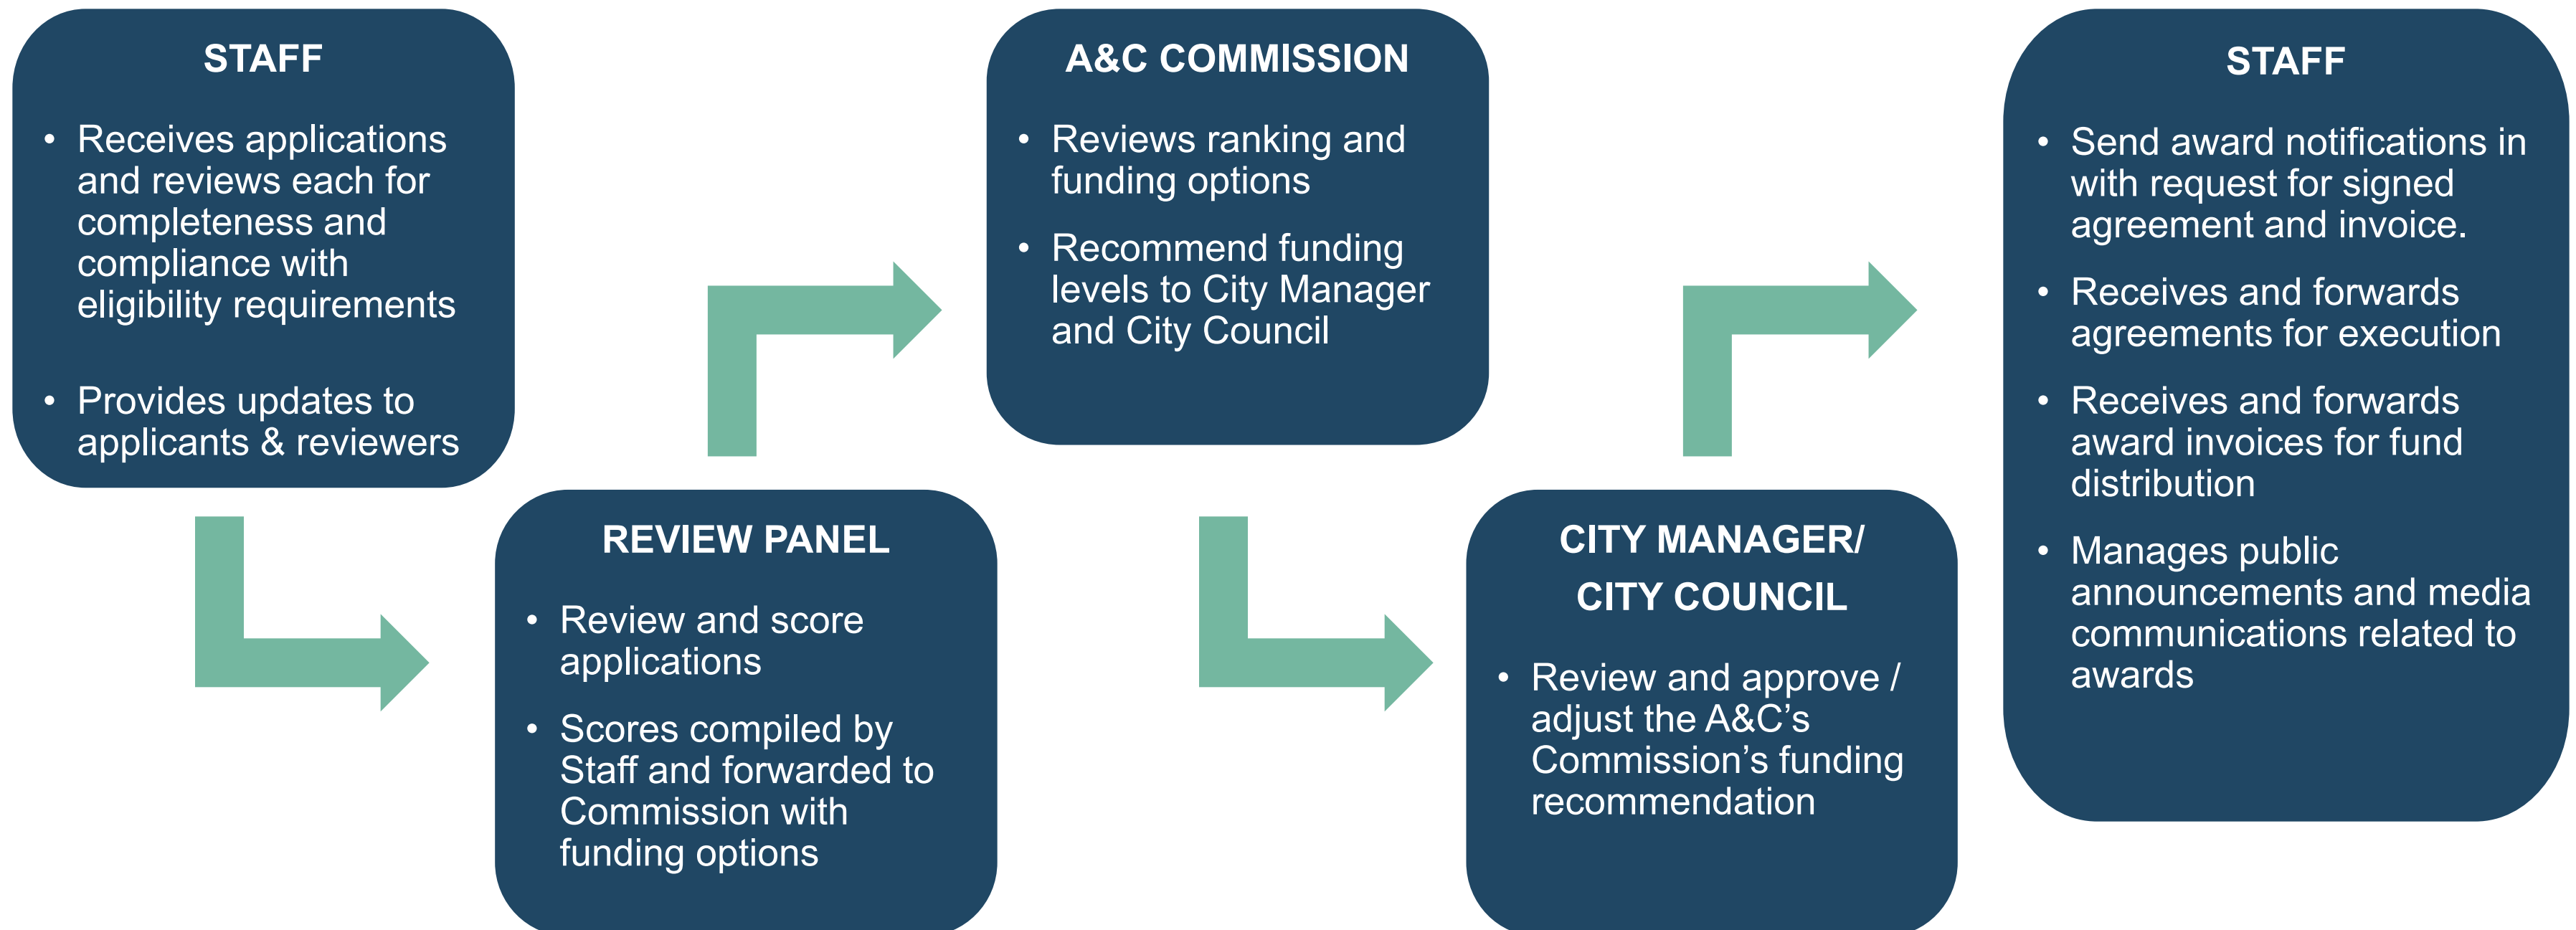 STAFF
• Receives applications
and reviews each for
completeness and
compliance with
eligibility requirements
• Provides updates to
applicants & reviewers
REVIEW PANEL
• Review and score
applications
• Scores compiled by
Staff and forwarded to
Commission with
funding options
A&C COMMISSION
• Reviews ranking and
funding options
• Recommend funding
levels to City Manager
and City Council
CITY MANAGER/
CITY COUNCIL
• Review and approve /
adjust the A&C’s
Commission’s funding
recommendation
STAFF
• Send award notifications in
with request for signed
agreement and invoice.
• Receives and forwards
agreements for execution
• Receives and forwards
award invoices for fund
distribution
• Manages public
announcements and media
communications related to
awards